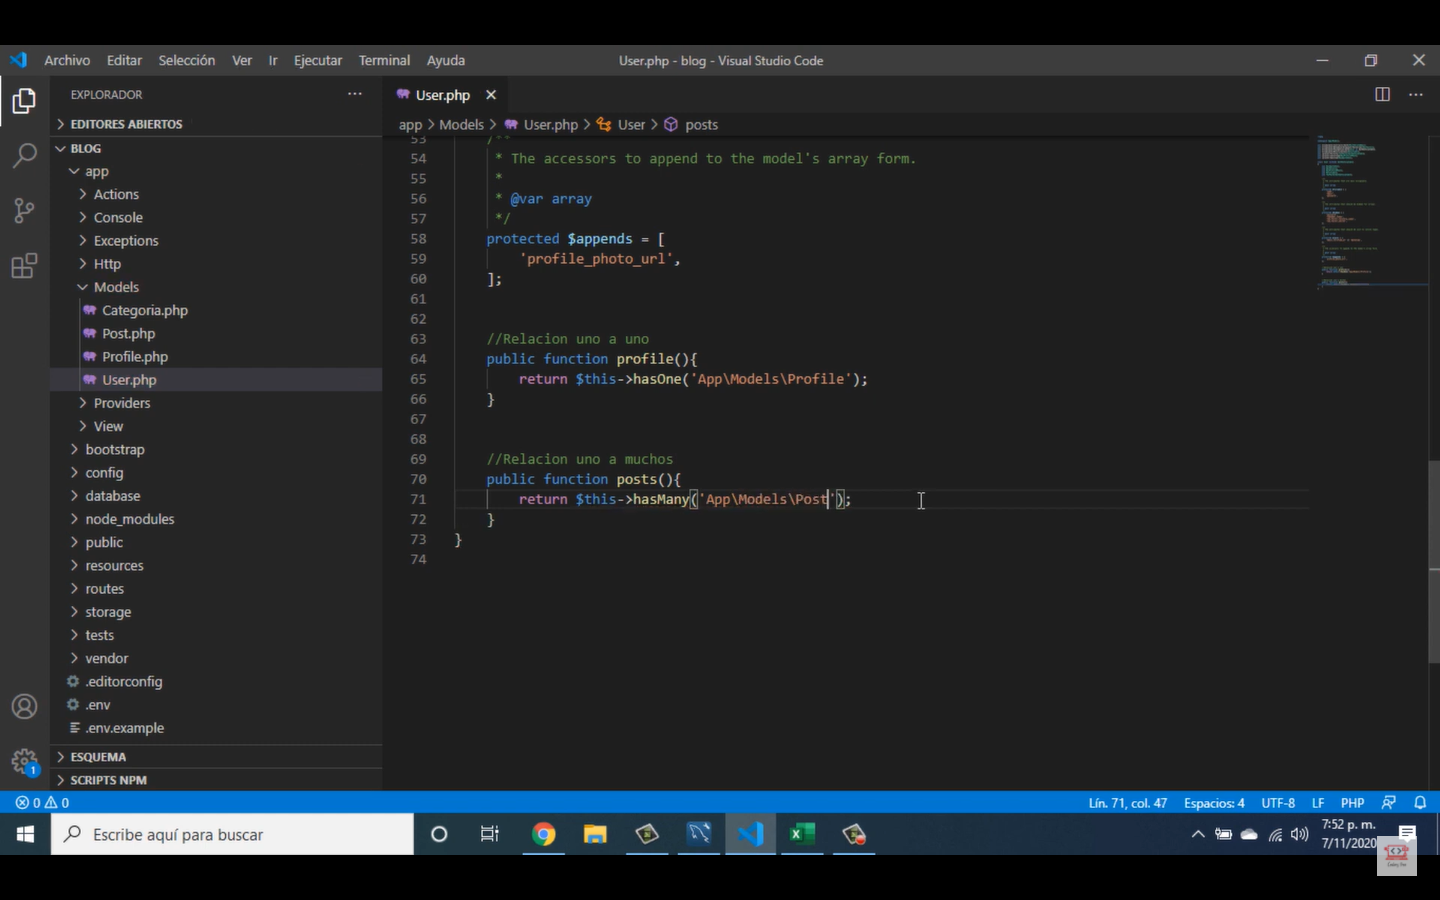 Archivo Editar Selección Ver Ir Ejecutar Terminal Ayuda
User.php - blog - Visual Studio Code
EXPLORADOR
EDITORES ABIERTOS
BLOG
app
Actions
Console
Exceptions
Http
Models
Categoria.php
Post.php
Profile.php
User.php
Providers
View
bootstrap
config
database
node_modules
public
resources
routes
storage
tests
vendor
.editorconfig
.env
.env.example
ESQUEMA
SCRIPTS NPM
1
User.php
app > Models > User.php > User > posts
53 /**
54 * The accessors to append to the model's array form.
55 *
56 * @var array
57 */
58 protected $appends = [
59 'profile_photo_url',
60 ];
61
62
63 //Relacion uno a uno
64 public function profile(){
65 return $this->hasOne('App\Models\Profile');
66 }
67
68
69 //Relacion uno a muchos
70 public function posts(){
71 return $this->hasMany('App\Models\Post');
72 }
73 }
74
0 0
Lín. 71, col. 47 Espacios: 4 UTF-8 LF PHP
Escribe aquí para buscar
7:52 p. m.
7/11/2020